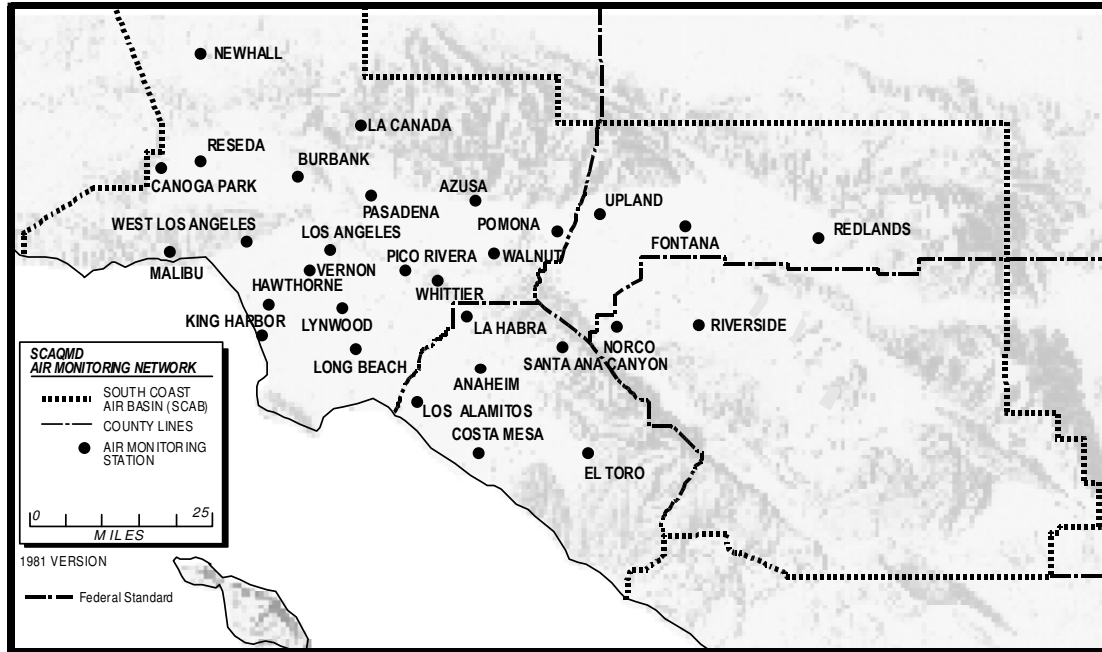 NEWHALL
LA CANADA
RESEDA
BURBANK
CANOGA PARK
AZUSA
PASADENA
UPLAND
POMONA
WEST LOS ANGELES
LOS ANGELES
FONTANA
REDLANDS
MALIBU
PICO RIVERA
WALNUT
VERNON
HAWTHORNE
WHITTIER
KING HARBOR
LYNWOOD
LA HABRA
RIVERSIDE
NORCO
LONG BEACH
SANTA ANA CANYON
ANAHEIM
LOS ALAMITOS
COSTA MESA
EL TORO
SCAQMD
AIR MONITORING NETWORK
SOUTH COAST
AIR BASIN (SCAB)
COUNTY LINES
AIR MONITORING
STATION
0 25
MILES
1981 VERSION
Federal Standard